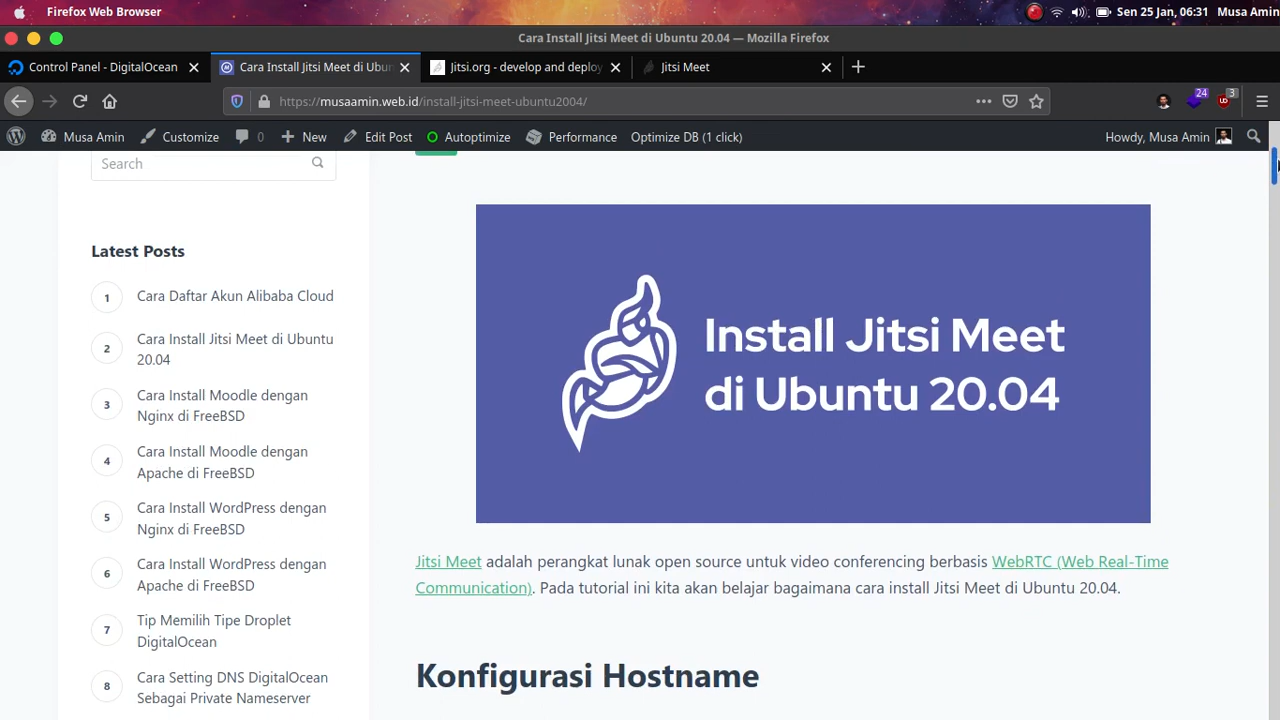 Firefox Web Browser
Sen 25 Jan, 06:31 Musa Amin
Cara Install Jitsi Meet di Ubuntu 20.04 — Mozilla Firefox
Control Panel - DigitalOcean
Cara Install Jitsi Meet di Ubun
Jitsi.org - develop and deploy
Jitsi Meet
https://musaamin.web.id/install-jitsi-meet-ubuntu2004/
24
3
Musa Amin Customize 0 New Edit Post Autoptimize Performance Optimize DB (1 click) Howdy, Musa Amin
Search
Latest Posts
1 Cara Daftar Akun Alibaba Cloud
2 Cara Install Jitsi Meet di Ubuntu
20.04
3 Cara Install Moodle dengan
Nginx di FreeBSD
4 Cara Install Moodle dengan
Apache di FreeBSD
5 Cara Install WordPress dengan
Nginx di FreeBSD
6 Cara Install WordPress dengan
Apache di FreeBSD
7 Tip Memilih Tipe Droplet
DigitalOcean
8 Cara Setting DNS DigitalOcean
Sebagai Private Nameserver
Install Jitsi Meet
di Ubuntu 20.04
Jitsi Meet adalah perangkat lunak open source untuk video conferencing berbasis WebRTC (Web Real-Time
Communication). Pada tutorial ini kita akan belajar bagaimana cara install Jitsi Meet di Ubuntu 20.04.
Konfigurasi Hostname